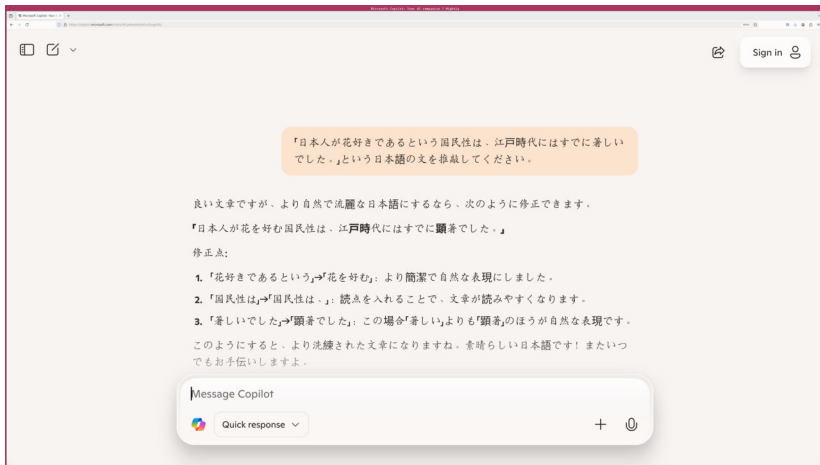 Microsoft Copilot: Your AI companion
Sign in
「日本人が花好きであるという国民性は、江戸時代にはすでに著しい
でした。」という日本語の文を推敲してください。
良い文章ですが、より自然で流麗な日本語にするなら、次のように修正できます。
「日本人が花を好む国民性は、江戸時代にはすでに顕著でした。」
修正点:
1. 「花好きであるという」→「花を好む」: より簡潔で自然な表現にしました。
2. 「国民性は」→「国民性は、」: 読点を入れることで、文章が読みやすくなります。
3. 「著しいでした」→「顕著でした」: この場合「著しい」よりも「顕著」のほうが自然な表現です。
このようにすると、より洗練された文章になりますね。素晴らしい日本語です! またいつ
でもお手伝いしますよ。
Message Copilot
Quick response